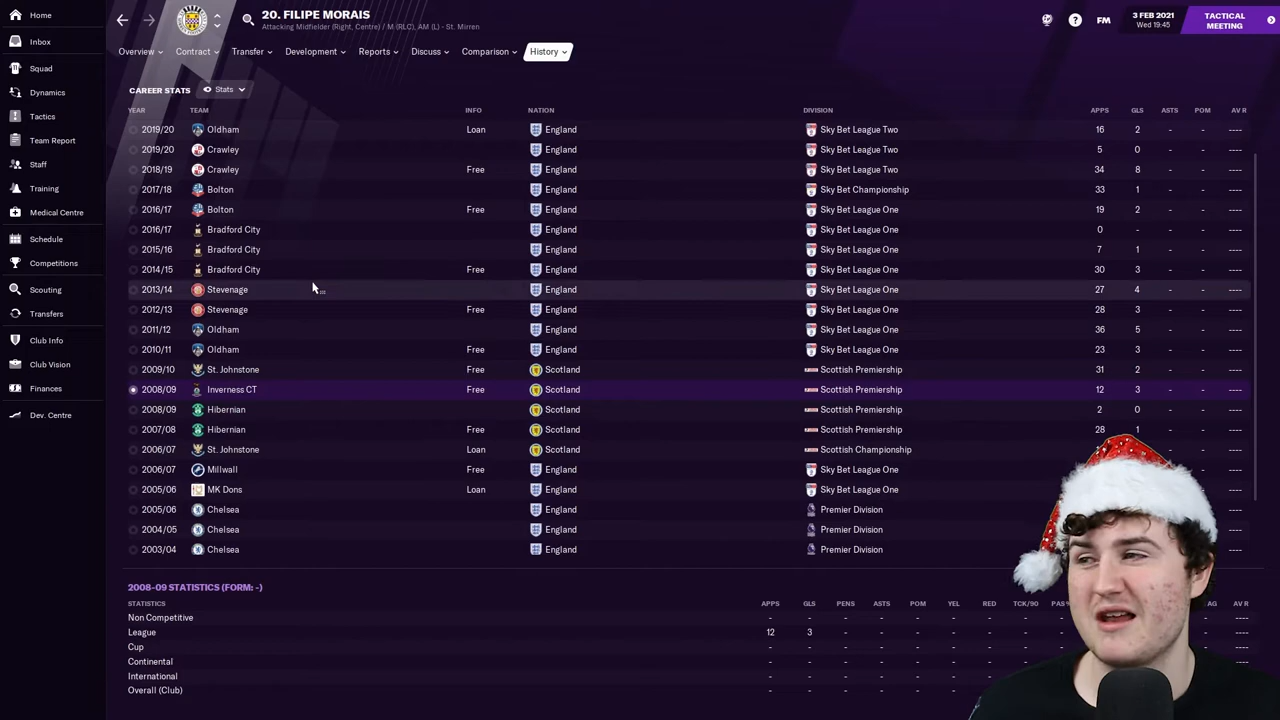 Home
Inbox
Squad
Dynamics
Tactics
Team Report
Staff
Training
Medical Centre
Schedule
Competitions
Scouting
Transfers
Club Info
Club Vision
Finances
Dev. Centre
20. FILIPE MORAIS
Attacking Midfielder (Right, Centre) / M (RLC), AM (L) - St. Mirren
? FM
3 FEB 2021
Wed 19:45
TACTICAL
MEETING
Overview Contract Transfer Development Reports Discuss Comparison History
CAREER STATS Stats
YEAR TEAM INFO NATION DIVISION APPS GLS ASTS POM AV R
2019/20 Oldham Loan England Sky Bet League Two 16 2 - - ----
2019/20 Crawley England Sky Bet League Two 5 0 - - ----
2018/19 Crawley Free England Sky Bet League Two 34 8 - - ----
2017/18 Bolton England Sky Bet Championship 33 1 - - ----
2016/17 Bolton Free England Sky Bet League One 19 2 - - ----
2016/17 Bradford City England Sky Bet League One 0 - - - ----
2015/16 Bradford City England Sky Bet League One 7 1 - - ----
2014/15 Bradford City Free England Sky Bet League One 30 3 - - ----
2013/14 Stevenage England Sky Bet League One 27 4 - - ----
2012/13 Stevenage Free England Sky Bet League One 28 3 - - ----
2011/12 Oldham England Sky Bet League One 36 5 - - ----
2010/11 Oldham Free England Sky Bet League One 23 3 - - ----
2009/10 St. Johnstone Free Scotland Scottish Premiership 31 2 - - ----
2008/09 Inverness CT Free Scotland Scottish Premiership 12 3 - - ----
2008/09 Hibernian Scotland Scottish Premiership 2 0 - - ----
2007/08 Hibernian Free Scotland Scottish Premiership 28 1 - - ----
2006/07 St. Johnstone Loan Scotland Scottish Championship - ----
2006/07 Millwall Free England Sky Bet League One ----
2005/06 MK Dons Loan England Sky Bet League One ----
2005/06 Chelsea England Premier Division ----
2004/05 Chelsea England Premier Division ----
2003/04 Chelsea England Premier Division ----
2008-09 STATISTICS (FORM: -)
STATISTICS APPS GLS PENS ASTS POM YEL RED TCK/90 PAS AG AV R
Non Competitive - - - - - - - - ----
League 12 3 - - - - - - ----
Cup - - - - - - - - ----
Continental - - - - - - - - ----
International - - - - - - - - ----
Overall (Club) - - - - - - - - ----